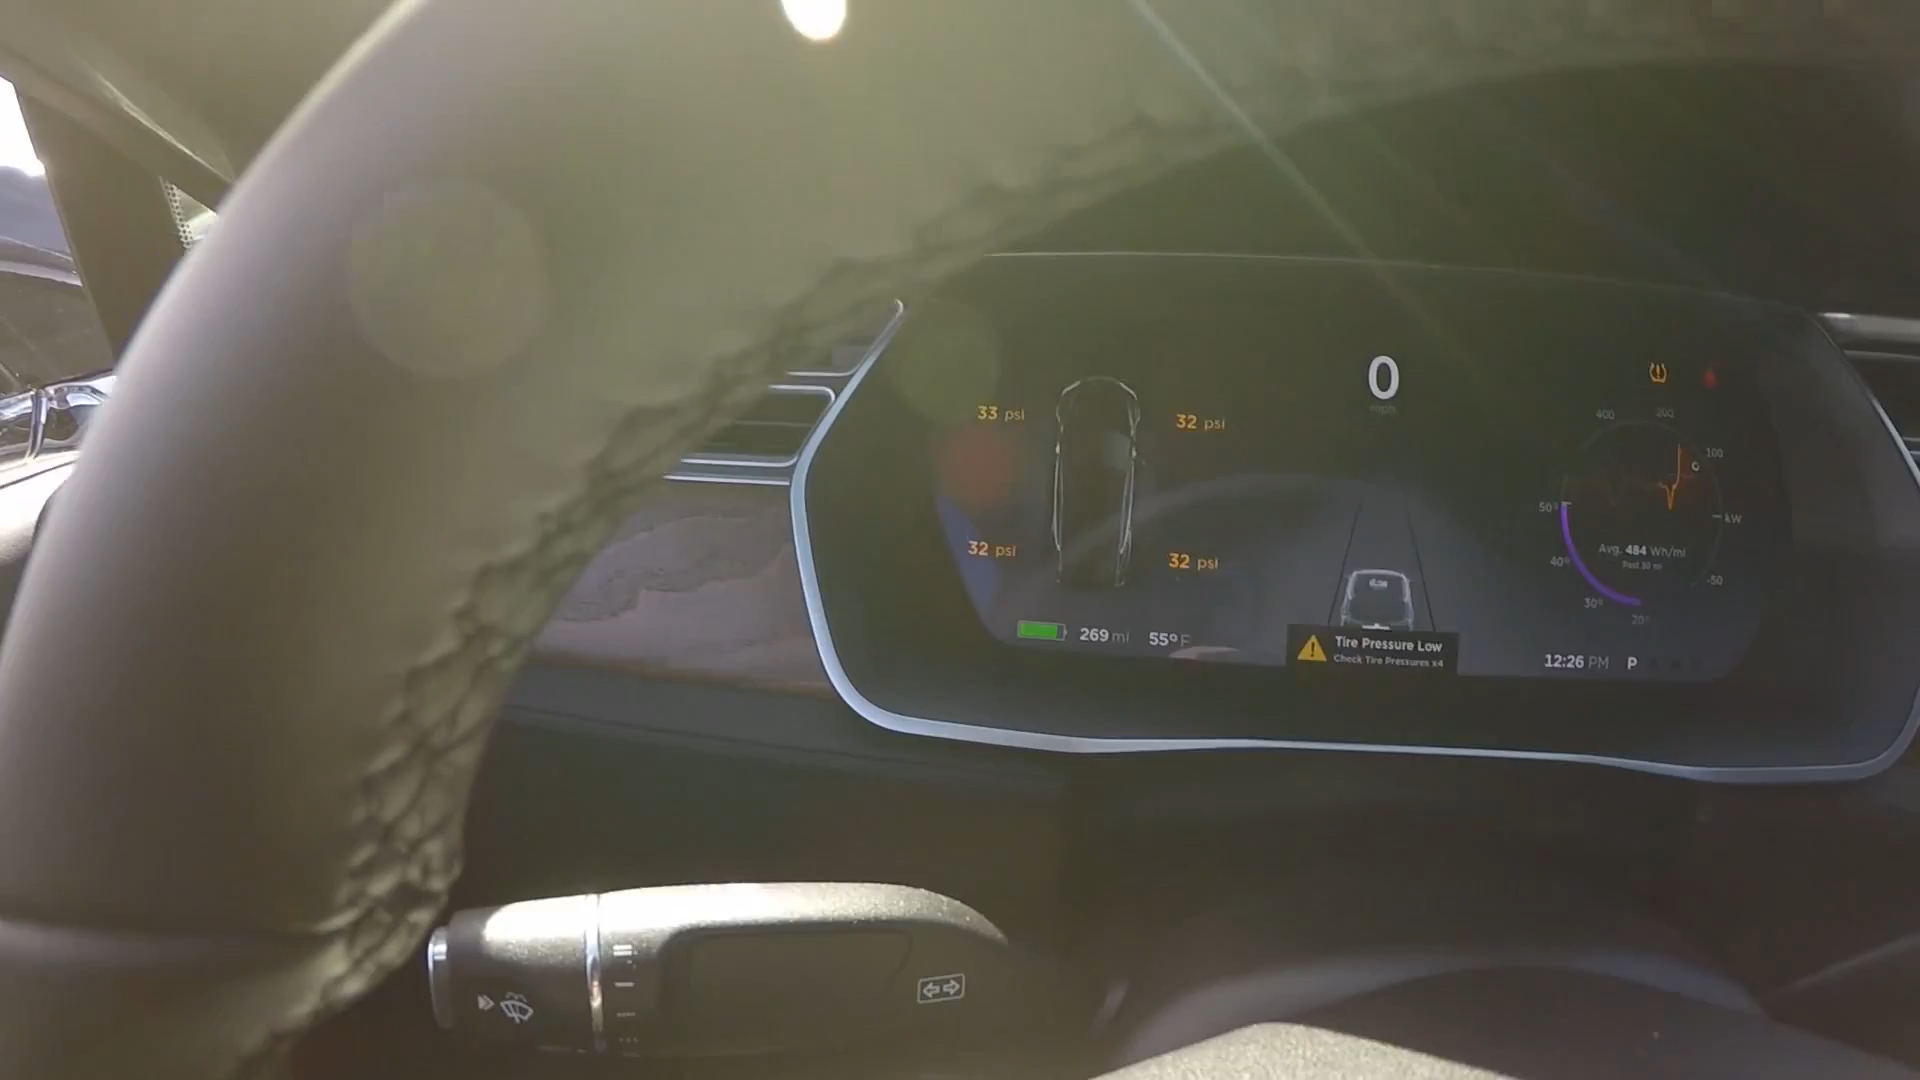 0
mph
33 psi
32 psi
32 psi
32 psi
269 mi 55° F
Tire Pressure Low
Check Tire Pressures x4
400
200
100
50°
kW
40°
Avg. 484 Wh/mi
Past 30 mi
-50
30°
20°
12:26 PM P